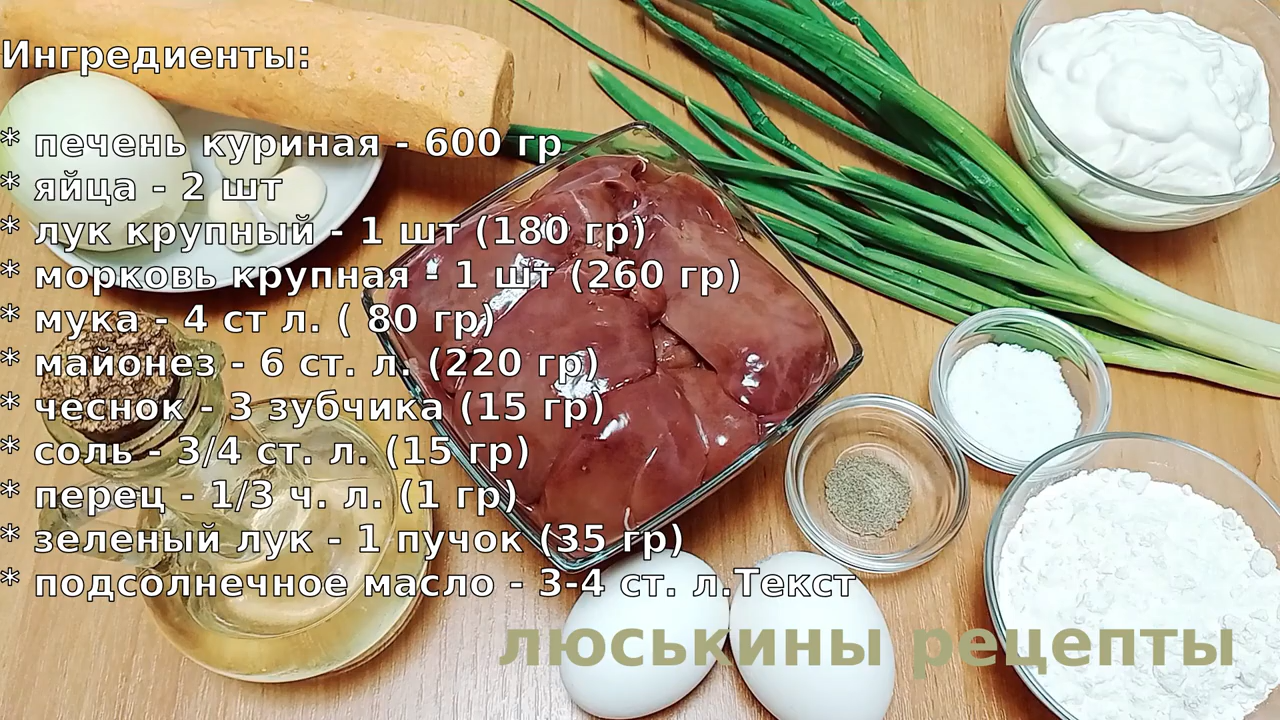 Ингредиенты:
* печень куриная - 600 гр
* яйца - 2 шт
* лук крупный - 1 шт (180 гр)
* морковь крупная - 1 шт (260 гр)
* мука - 4 ст л. ( 80 гр)
* майонез - 6 ст. л. (220 гр)
* чеснок - 3 зубчика (15 гр)
* соль - 3/4 ст. л. (15 гр)
* перец - 1/3 ч. л. (1 гр)
* зеленый лук - 1 пучок (35 гр)
* подсолнечное масло - 3-4 ст. л.Текст
люськины рецепты